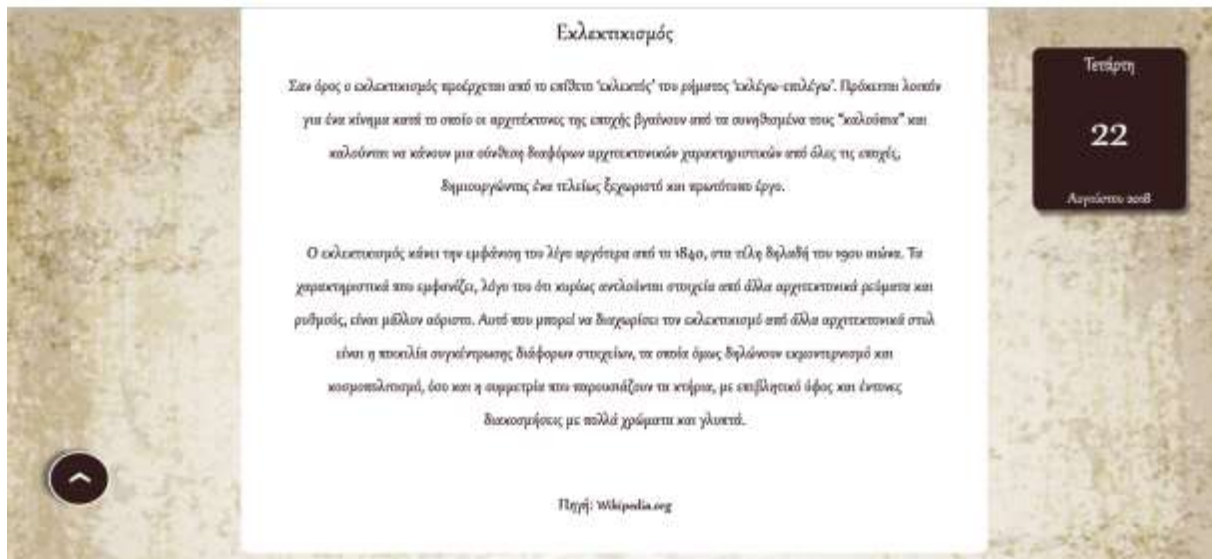 Εκλεκτικισμός
Σαν όρος ο εκλεκτικισμός προέρχεται από το επίθετο 'εκλεκτός' του ρήματος 'εκλέγω-επιλέγω'. Πρόκειται λοιπόν
για ένα κίνημα κατά το οποίο οι αρχιτέκτονες της εποχής βγαίνουν από τα συνηθισμένα τους "καλούπια" και
καλούνται να κάνουν μια σύνθεση διαφόρων αρχιτεκτονικών χαρακτηριστικών από όλες τις εποχές,
δημιουργώντας ένα τελείως ξεχωριστό και πρωτότυπο έργο.
Ο εκλεκτικισμός κάνει την εμφάνιση του λίγο αργότερα από το 1840, στα τέλη δηλαδή του 19ου αιώνα. Τα
χαρακτηριστικά που εμφανίζει, λόγο του ότι κυρίως αντλούνται στοιχεία από άλλα αρχιτεκτονικά ρεύματα και
ρυθμούς, είναι μάλλον αόριστα. Αυτό που μπορεί να διαχωρίσει τον εκλεκτικισμό από άλλα αρχιτεκτονικά στυλ
είναι η ποικιλία συγκέντρωσης διάφορων στοιχείων, τα οποία όμως δηλώνουν εκμοντερνισμό και
κοσμοπολιτισμό, όσο και η συμμετρία που παρουσιάζουν τα κτήρια, με επιβλητικό ύφος και έντονες
διακοσμήσεις με πολλά χρώματα και γλυπτά.
Πηγή: Wikipedia.org
Τετάρτη
22
Αυγούστου 2018